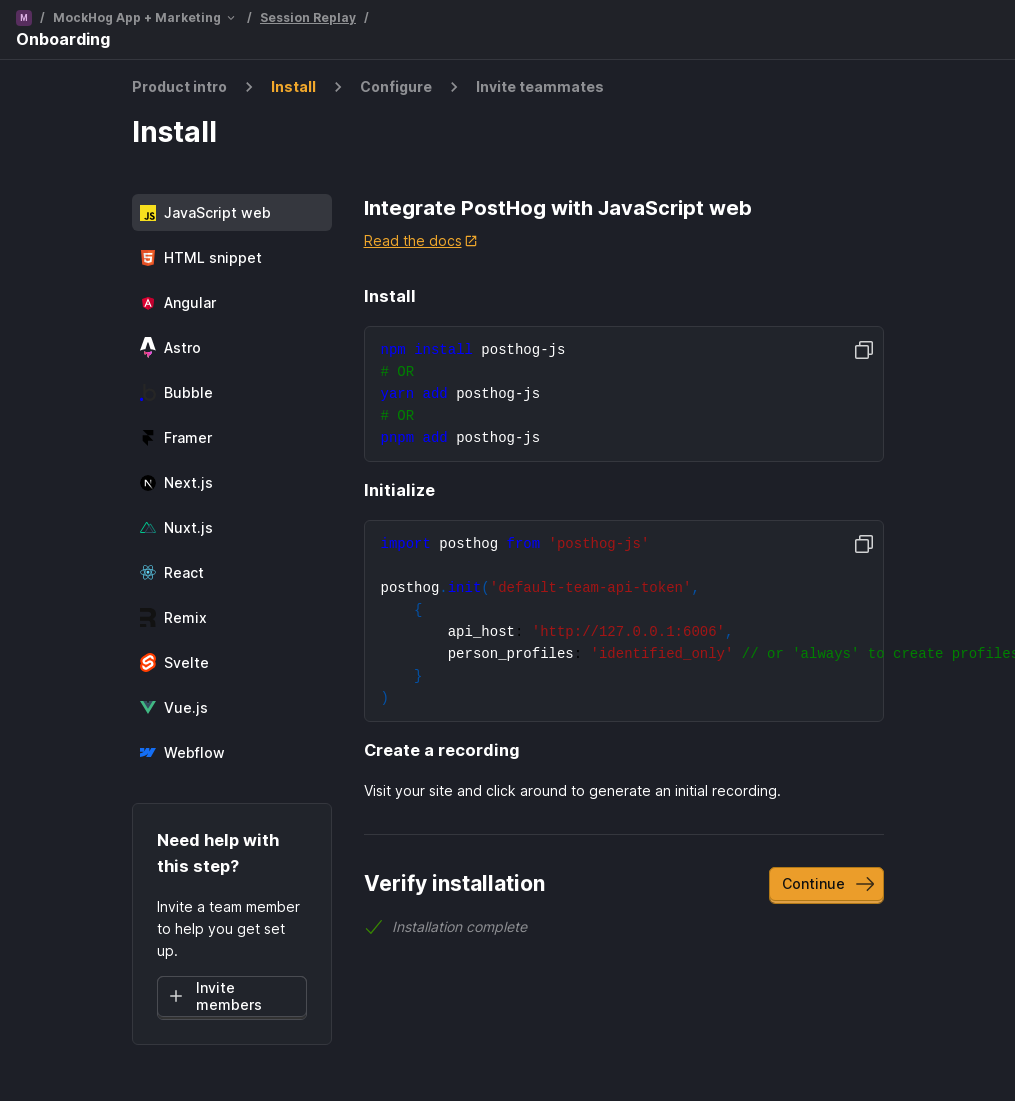 M / MockHog App + Marketing / Session Replay /
Onboarding
Product intro > Install > Configure > Invite teammates
Install
JavaScript web
HTML snippet
Angular
Astro
Bubble
Framer
Next.js
Nuxt.js
React
Remix
Svelte
Vue.js
Webflow
Need help with
this step?
Invite a team member
to help you get set
up.
Invite
members
Integrate PostHog with JavaScript web
Read the docs
Install
npm install posthog-js
# OR
yarn add posthog-js
# OR
pnpm add posthog-js
Initialize
import posthog from 'posthog-js'
posthog.init('default-team-api-token',
{
api_host: 'http://127.0.0.1:6006',
person_profiles: 'identified_only' // or 'always' to create profiles
}
)
Create a recording
Visit your site and click around to generate an initial recording.
Verify installation
Continue
Installation complete